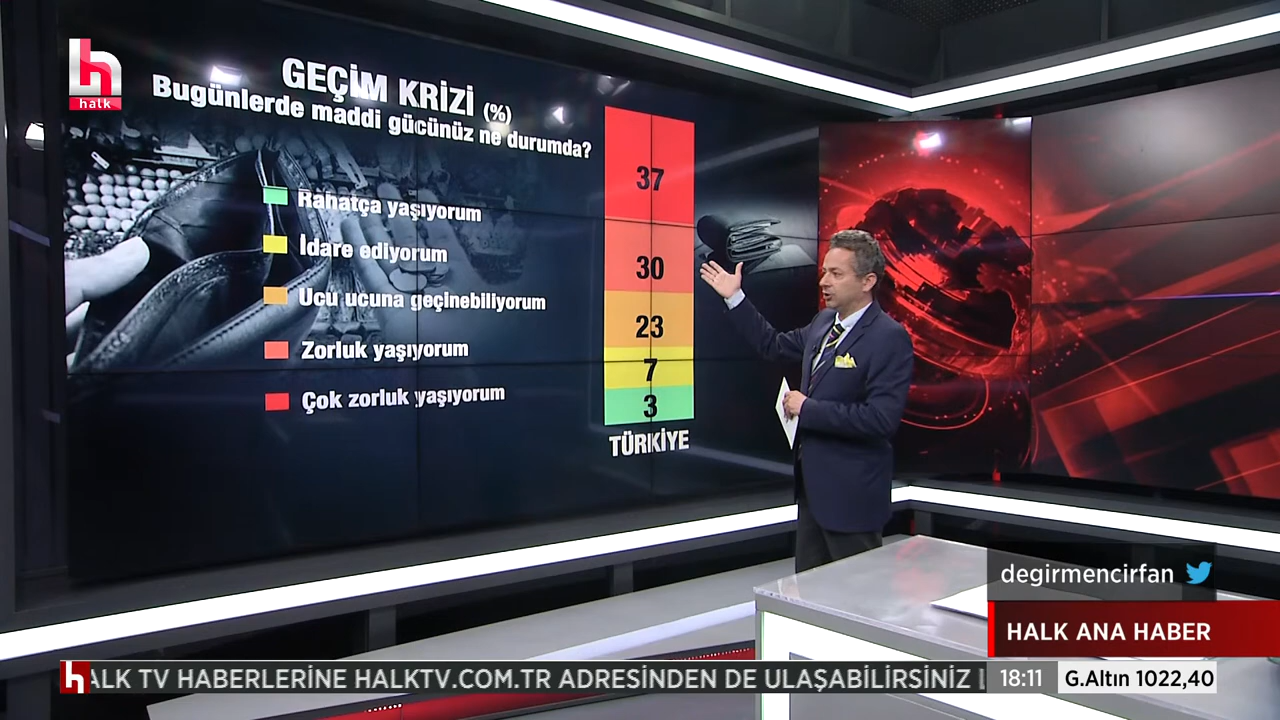 h
halk
GEÇİM KRİZİ (%)
Bugünlerde maddi gücünüz ne durumda?
Rahatça yaşıyorum
İdare ediyorum
Ucu ucuna geçinebiliyorum
Zorluk yaşıyorum
Çok zorluk yaşıyorum
37
30
23
7
3
TÜRKİYE
degirmencirfan
HALK ANA HABER
h ALK TV HABERLERİNE HALKTV.COM.TR ADRESİNDEN DE ULAŞABİLİRSİNİZ 18:11 G.Altın 1022,40